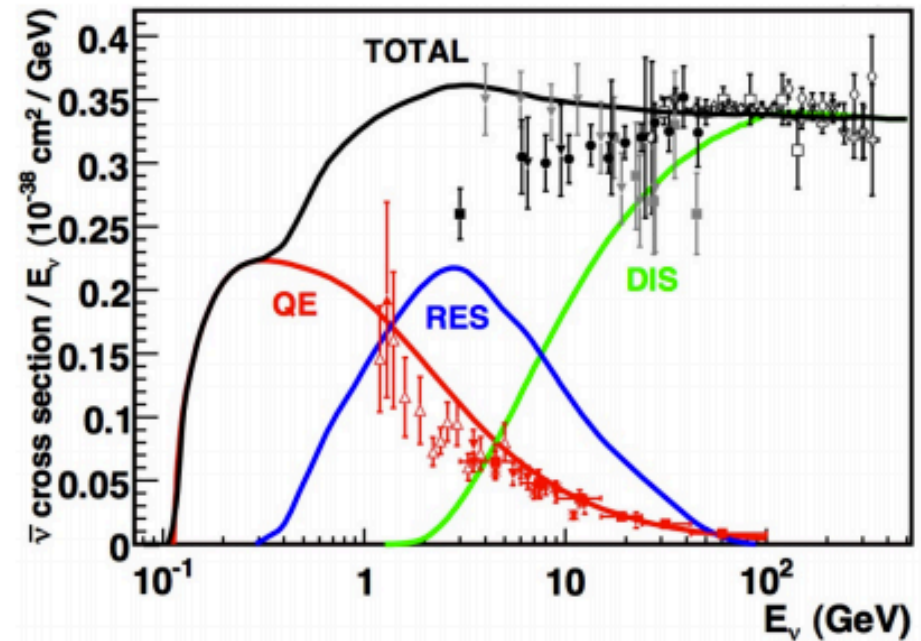 ν̅ cross section / Eν (10⁻³⁸ cm² / GeV)
0.4
0.35
0.3
0.25
0.2
0.15
0.1
0.05
0
TOTAL
QE
RES
DIS
10⁻¹
1
10
10²
Eν (GeV)